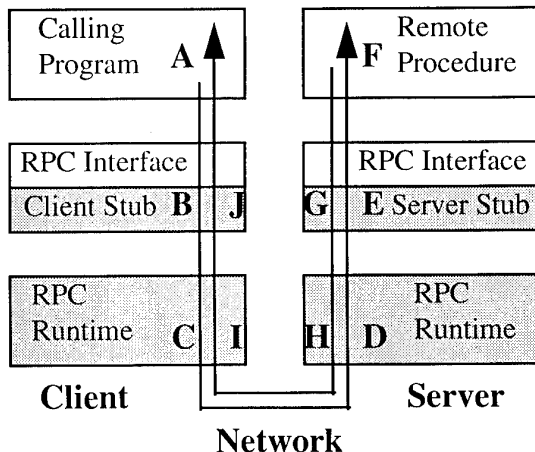 Calling
Program A
Remote
F Procedure
RPC Interface
Client Stub B J
RPC Interface
G E Server Stub
RPC
Runtime C I
RPC
H D Runtime
Client
Server
Network